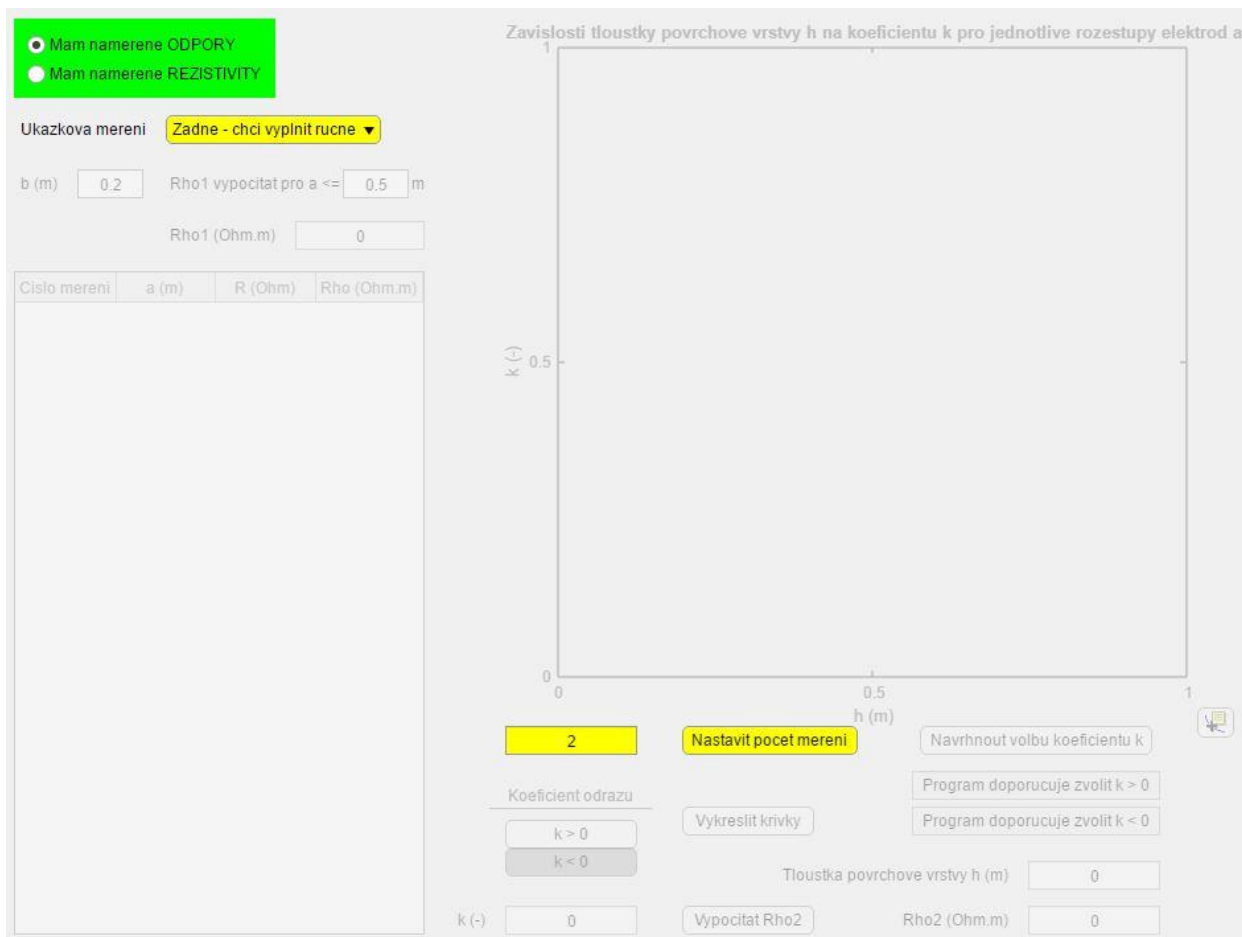 Mam namerene ODPORY
Mam namerene REZISTIVITY
Ukazkova mereni Zadne - chci vyplnit rucne
b (m) 0.2 Rho1 vypocitat pro a <= 0.5 m
Rho1 (Ohm.m) 0
Cislo mereni a (m) R (Ohm) Rho (Ohm.m)
Zavislosti tloustky povrchove vrstvy h na koeficientu k pro jednotlive rozestupy elektrod a
1
k (-)
0.5
0
0 0.5 1
h (m)
2 Nastavit pocet mereni Navrhnout volbu koeficientu k
Koeficient odrazu
Program doporucuje zvolit k > 0
k > 0 Vykreslit krivky Program doporucuje zvolit k < 0
k < 0
Tloustka povrchove vrstvy h (m) 0
k (-) 0 Vypocitat Rho2 Rho2 (Ohm.m) 0